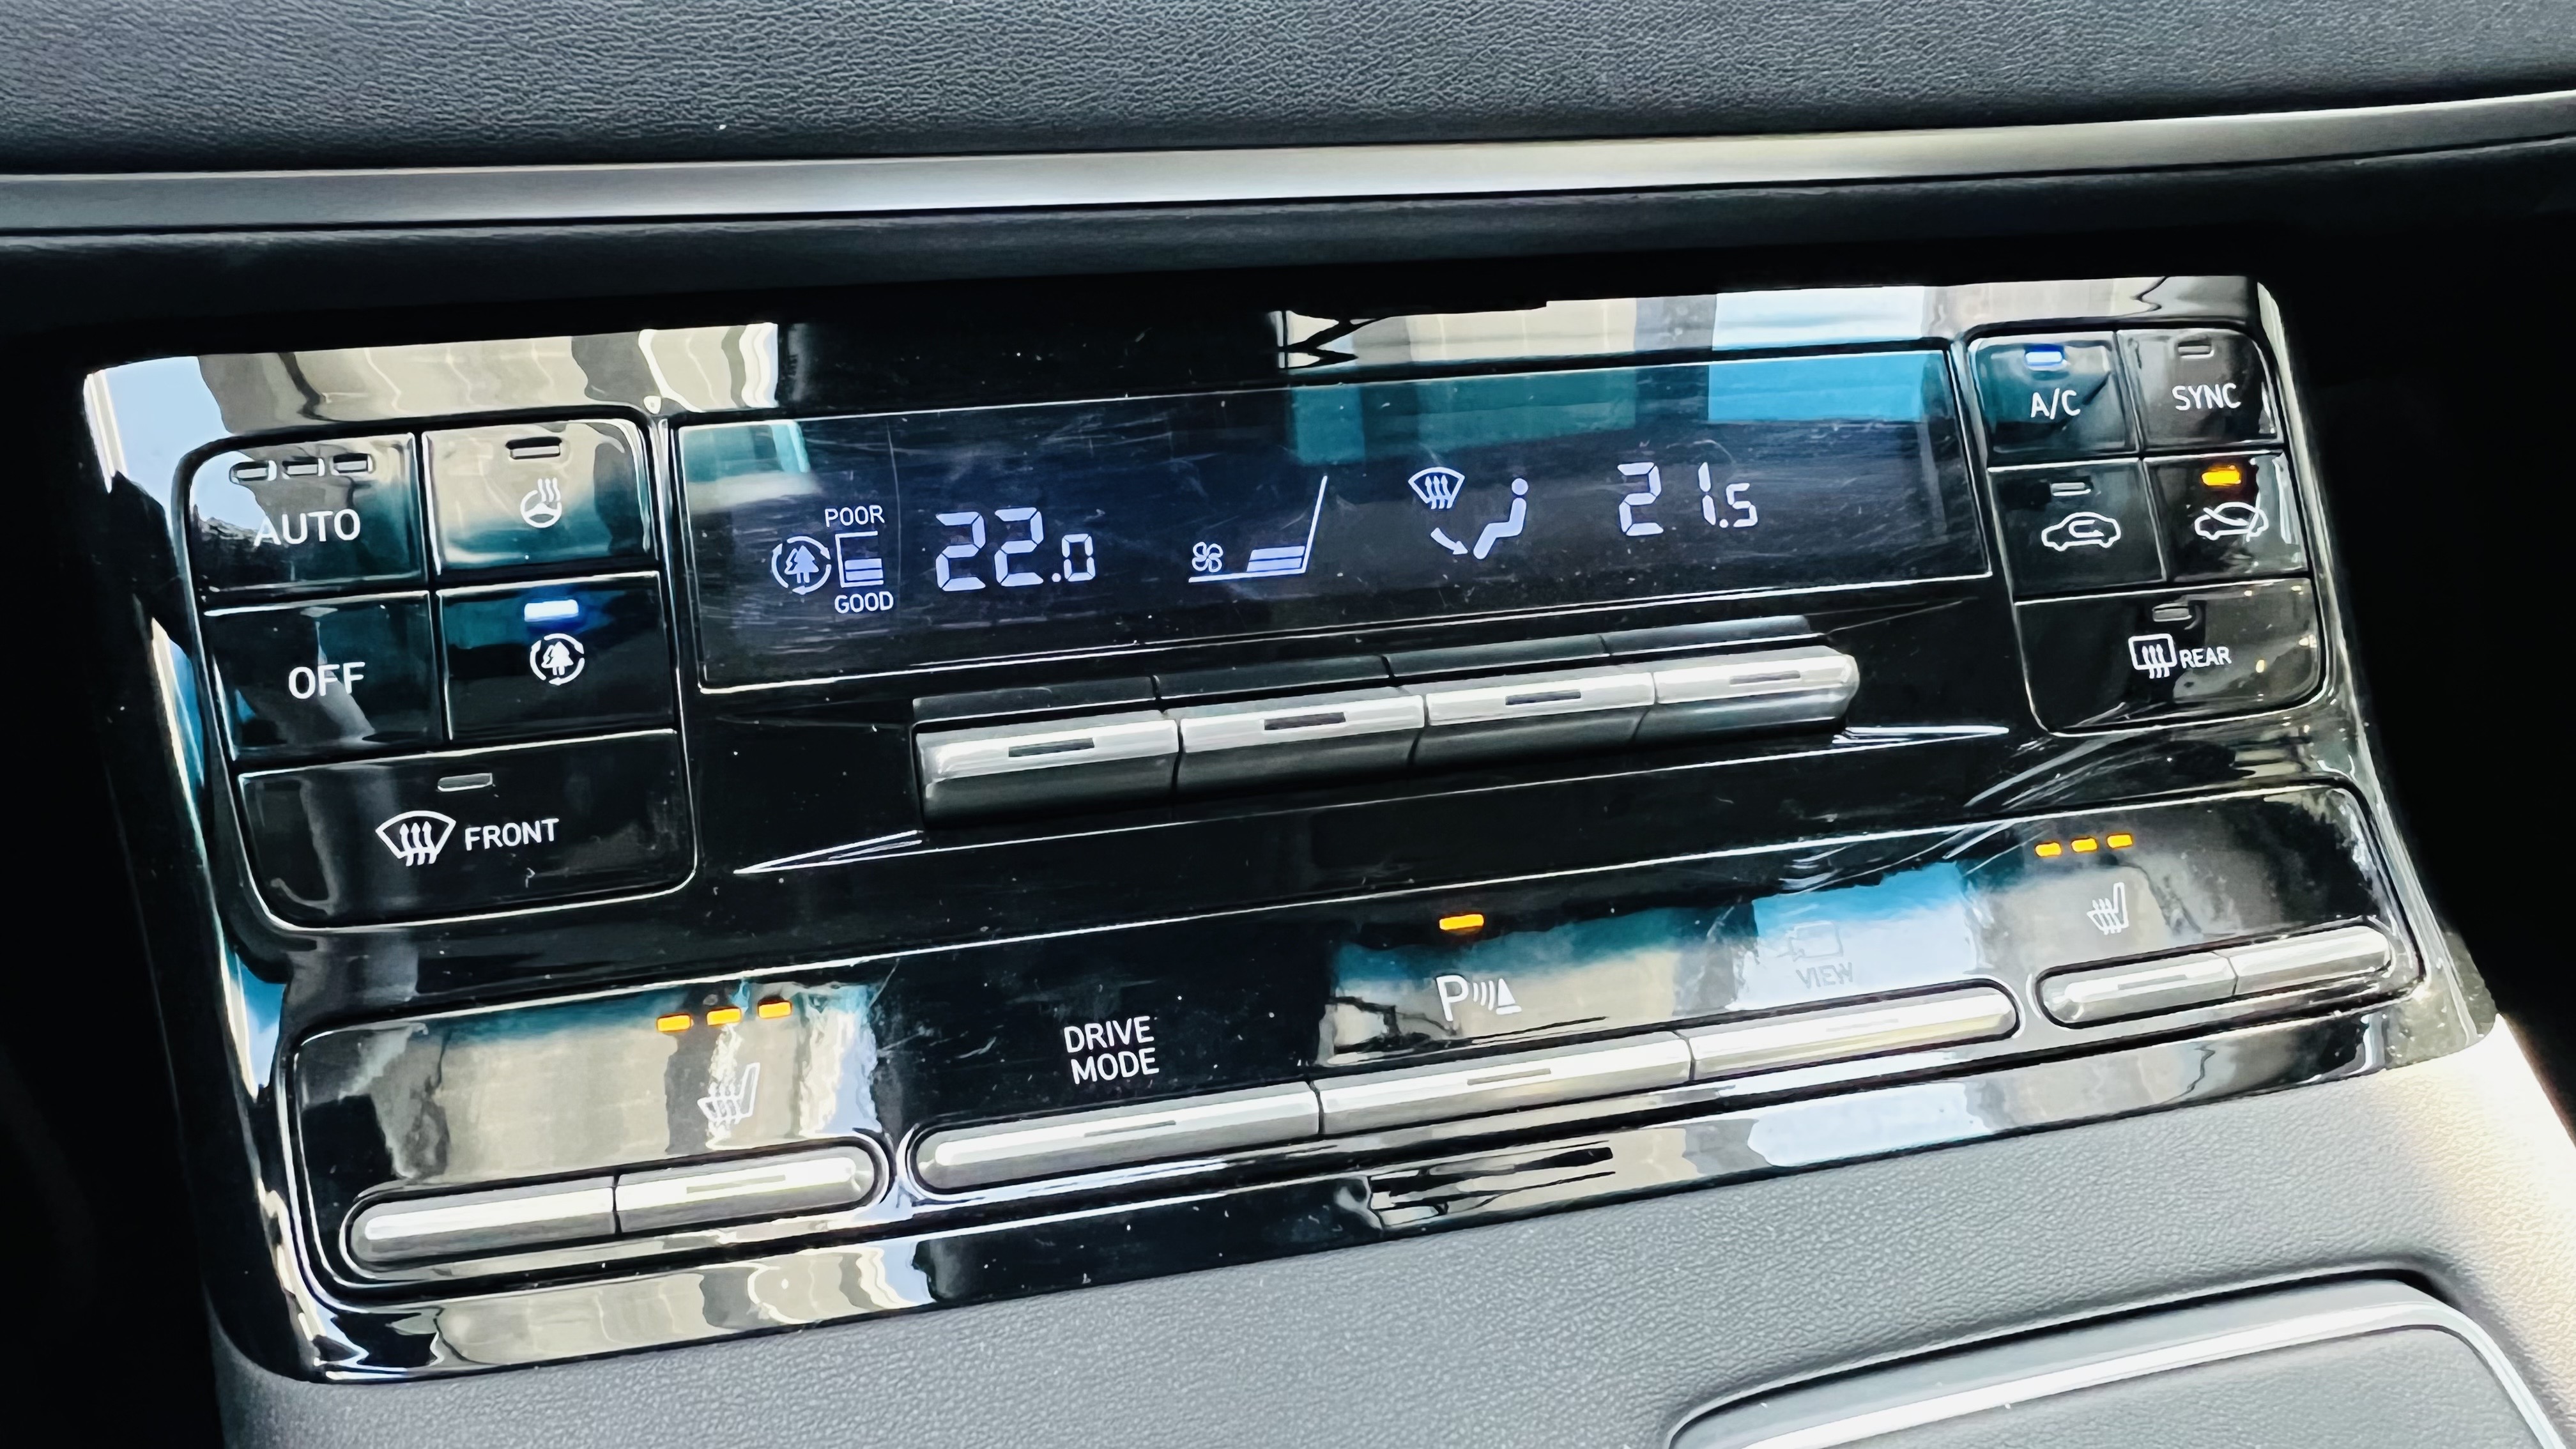 AUTO
OFF
FRONT
POOR
GOOD
22.0
21.5
A/C
SYNC
REAR
DRIVE
MODE
P
VIEW